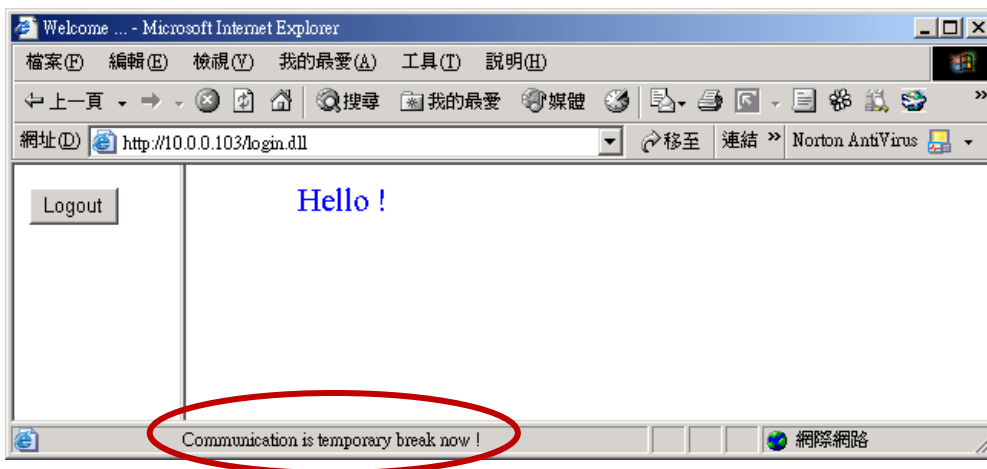 Welcome ... - Microsoft Internet Explorer
檔案(F) 編輯(E) 檢視(V) 我的最愛(A) 工具(T) 說明(H)
上一頁 搜尋 我的最愛 媒體 »
網址(D) http://10.0.0.103/login.dll 移至 連結 » Norton AntiVirus
Logout
Hello !
Communication is temporary break now !
網際網路